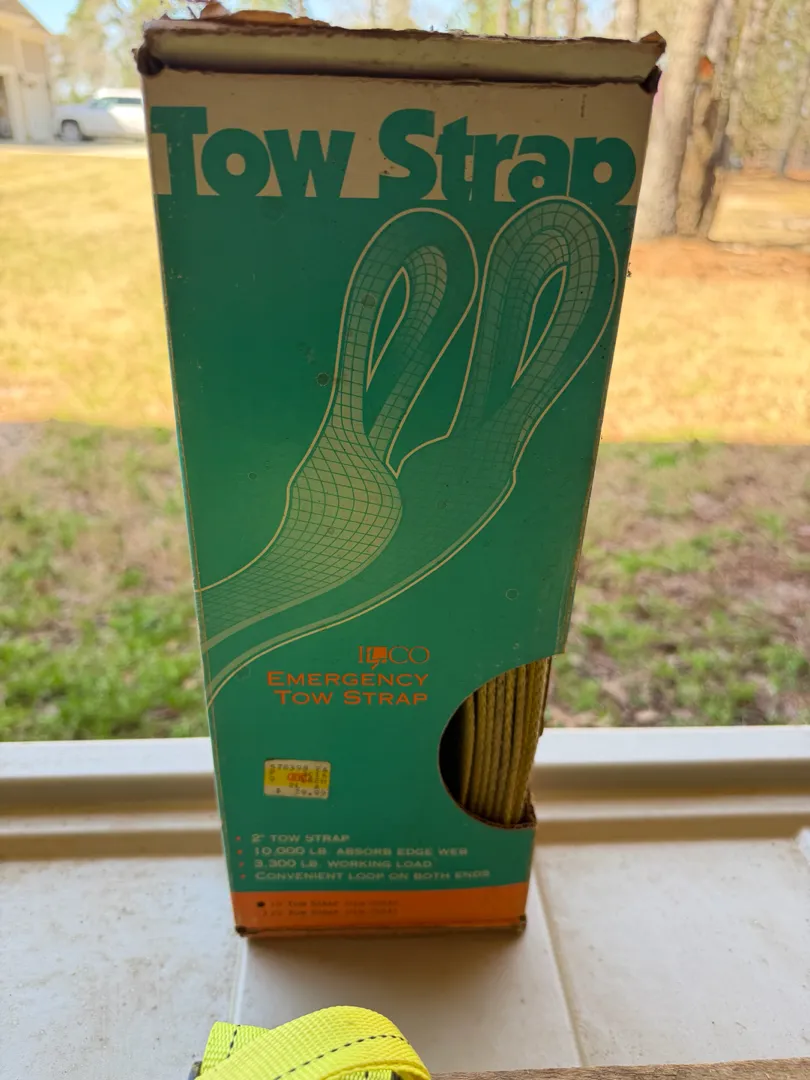 Tow Strap
ILCO
EMERGENCY
TOW STRAP
• 2" TOW STRAP
• 10,000 LB. ABSORB EDGE WEB
• 3,300 LB. WORKING LOAD
• CONVENIENT LOOP ON BOTH ENDS